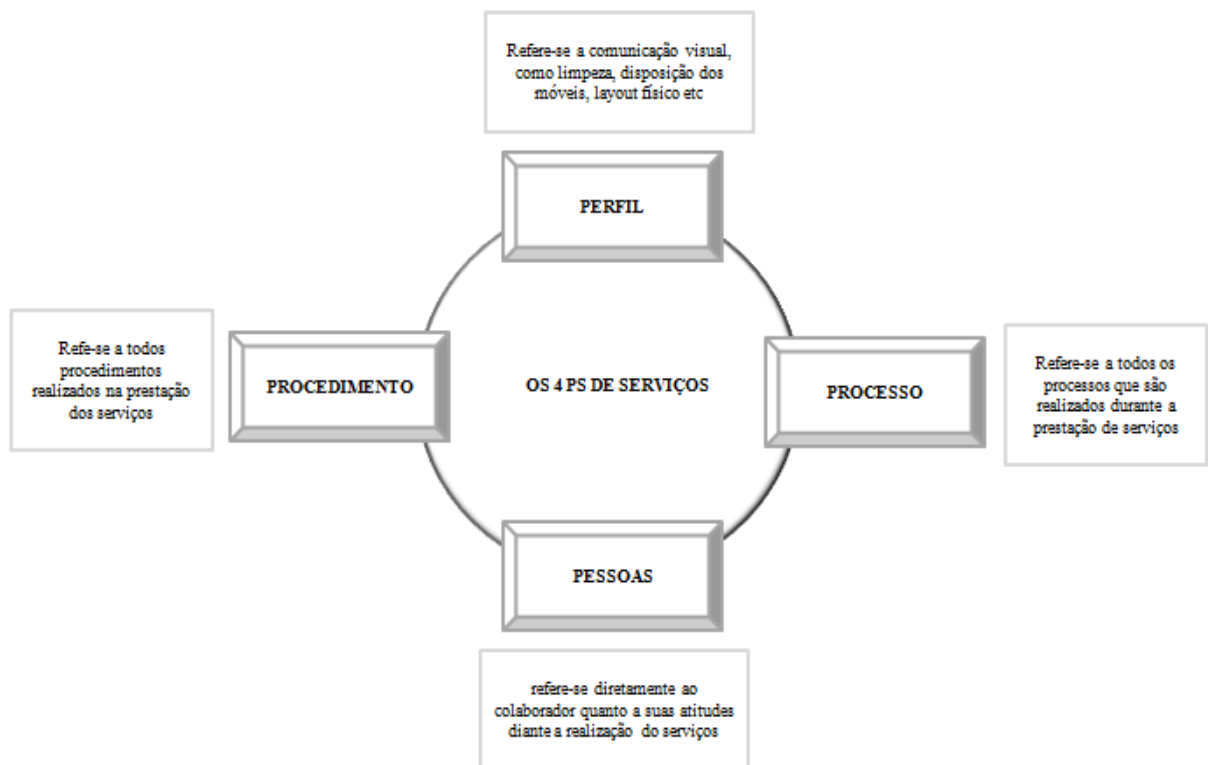 Refere-se a comunicação visual,
como limpeza, disposição dos
móveis, layout físico etc
PERFIL
Refe-se a todos
procedimentos
realizados na prestação
dos serviços
PROCEDIMENTO
OS 4 PS DE SERVIÇOS
PROCESSO
Refere-se a todos os
processos que são
realizados durante a
prestação de serviços
PESSOAS
refere-se diretamente ao
colaborador quanto a suas atitudes
diante a realização do serviços